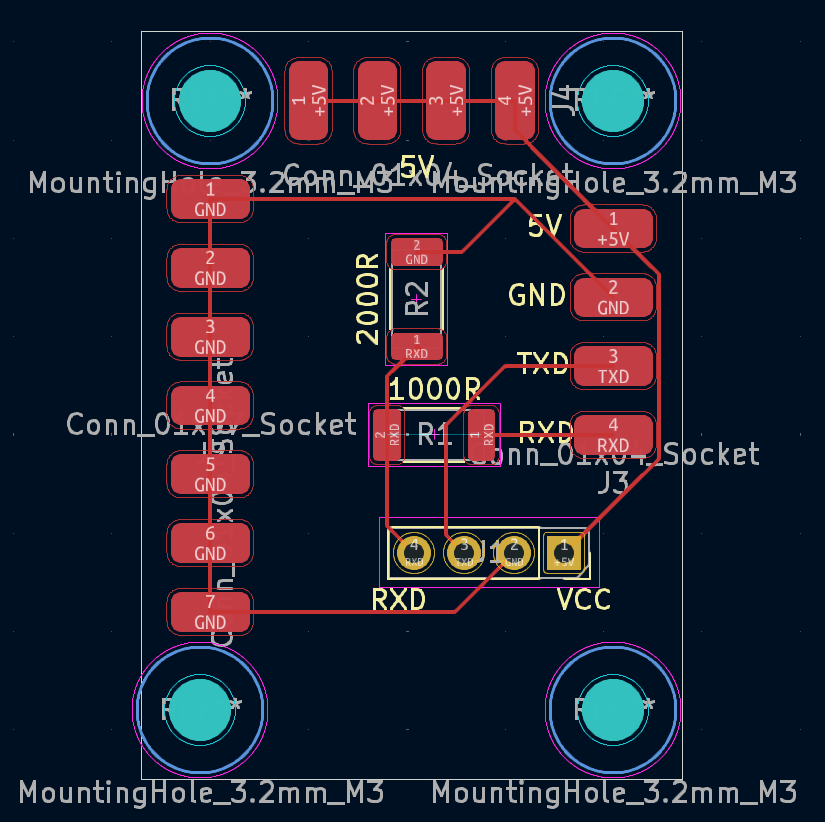 1 +5V
2 +5V
3 +5V
4 +5V
J4
5V
Conn_01x04_Socket
MountingHole_3.2mm_M3
MountingHole_3.2mm_M3
1
GND
2
GND
3
GND
4
GND
5
GND
6
GND
7
GND
5V
1
+5V
GND
2
GND
TXD
3
TXD
RXD
4
RXD
Conn_01x04_Socket
J3
2000R
2
GND
R2
1
RXD
1000R
2
RXD
R1
1
RXD
4
RXD
3
TXD
J1
2
GND
1
+5V
RXD
VCC
MountingHole_3.2mm_M3
MountingHole_3.2mm_M3